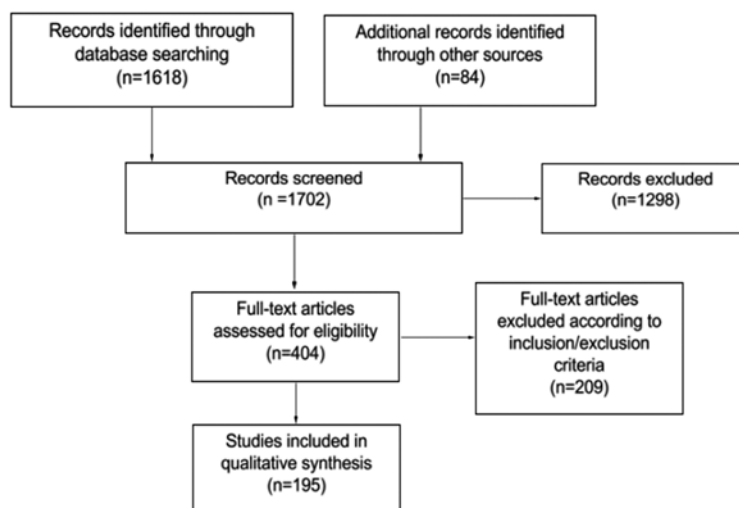 Records identified through
database searching
(n=1618)
Additional records identified
through other sources
(n=84)
Records screened
(n =1702)
Records excluded
(n=1298)
Full-text articles
assessed for eligibility
(n=404)
Full-text articles
excluded according to
inclusion/exclusion
criteria
(n=209)
Studies included in
qualitative synthesis
(n=195)